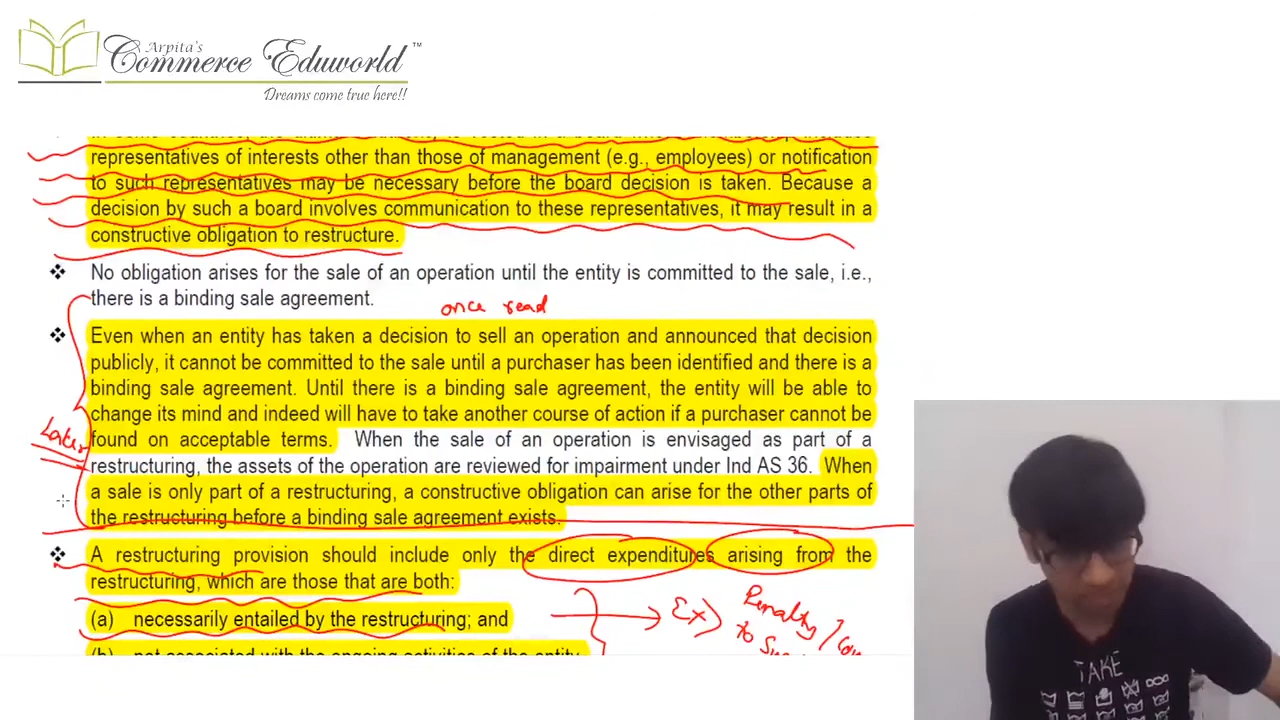 Arpita's
Commerce Eduworld™
Dreams come true here!!
representatives of interests other than those of management (e.g., employees) or notification
to such representatives may be necessary before the board decision is taken. Because a
decision by such a board involves communication to these representatives, it may result in a
constructive obligation to restructure.
❖ No obligation arises for the sale of an operation until the entity is committed to the sale, i.e.,
there is a binding sale agreement.
once read
❖ Even when an entity has taken a decision to sell an operation and announced that decision
publicly, it cannot be committed to the sale until a purchaser has been identified and there is a
binding sale agreement. Until there is a binding sale agreement, the entity will be able to
change its mind and indeed will have to take another course of action if a purchaser cannot be
Later
found on acceptable terms. When the sale of an operation is envisaged as part of a
restructuring, the assets of the operation are reviewed for impairment under Ind AS 36. When
a sale is only part of a restructuring, a constructive obligation can arise for the other parts of
the restructuring before a binding sale agreement exists.
❖ A restructuring provision should include only the direct expenditures arising from the
restructuring, which are those that are both:
(a) necessarily entailed by the restructuring; and
Ex) Penalty /
to
(b) not associated with the ongoing activities of the entity
TAKE